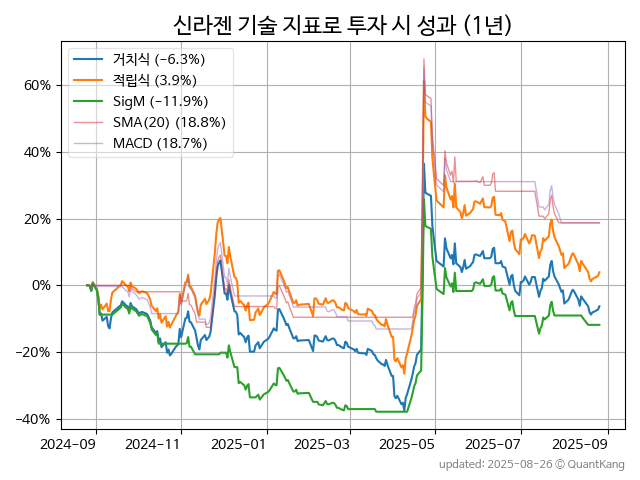 신라젠 기술 지표로 투자 시 성과 (1년)
거치식 (−6.3%)
적립식 (3.9%)
SigM (−11.9%)
SMA(20) (18.8%)
MACD (18.7%)
60%
40%
20%
0%
−20%
−40%
2024-09 2024-11 2025-01 2025-03 2025-05 2025-07 2025-09
updated: 2025-08-26 © QuantKang